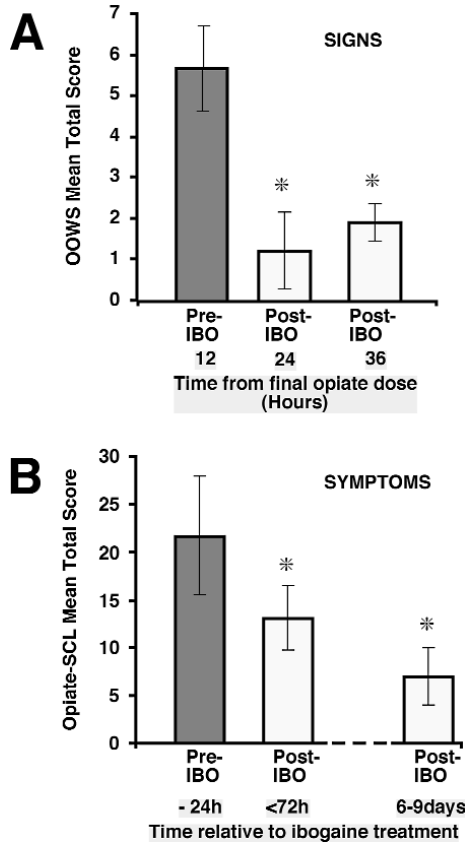 A
SIGNS
OOWS Mean Total Score
7
6
5
4
3
2
1
0
*
*
Pre-IBO
Post-IBO
Post-IBO
12 24 36
Time from final opiate dose
(Hours)
B
SYMPTOMS
Opiate-SCL Mean Total Score
30
25
20
15
10
5
0
*
*
Pre-IBO
Post-IBO
Post-IBO
- 24h <72h 6-9days
Time relative to ibogaine treatment